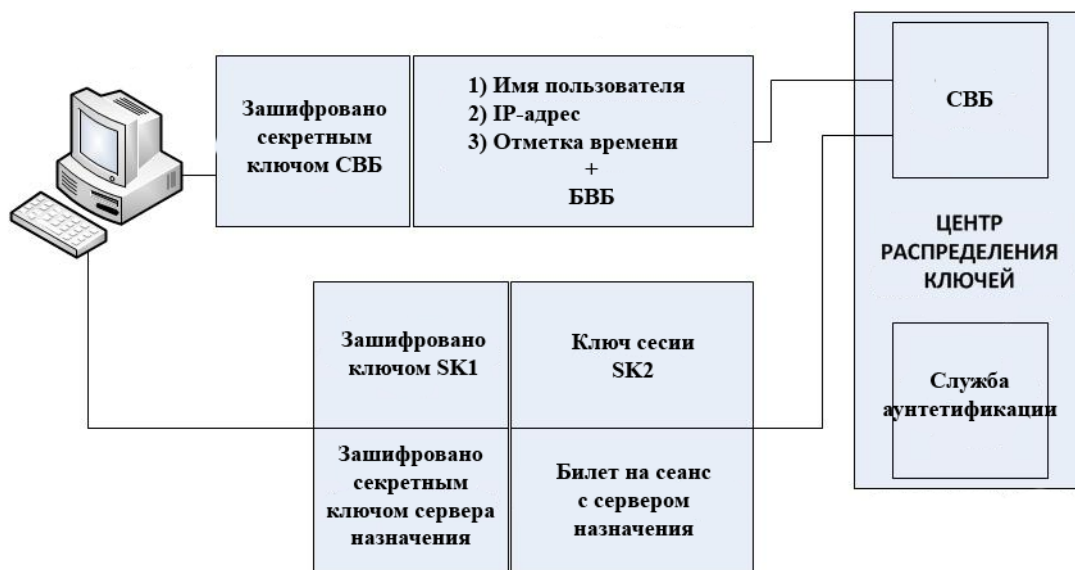 Зашифровано
секретным
ключом СВБ
1) Имя пользователя
2) IP-адрес
3) Отметка времени
+
БВБ
СВБ
ЦЕНТР
РАСПРЕДЕЛЕНИЯ
КЛЮЧЕЙ
Зашифровано
ключом SK1
Ключ сесии
SK2
Служба
аунтетификации
Зашифровано
секретным
ключом сервера
назначения
Билет на сеанс
с сервером
назначения